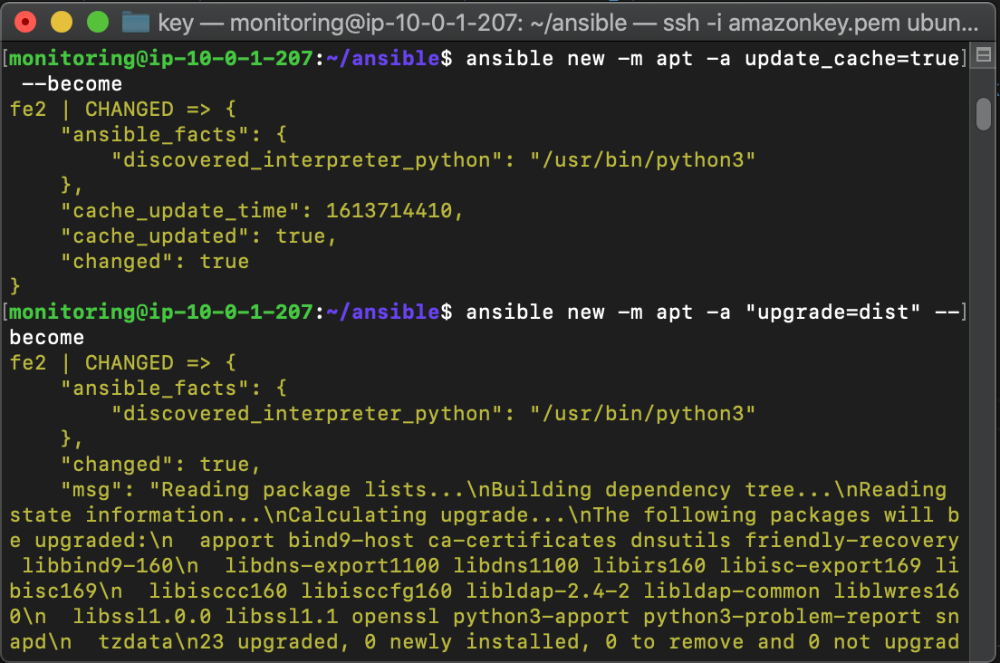 key — monitoring@ip-10-0-1-207: ~/ansible — ssh -i amazonkey.pem ubun...
[monitoring@ip-10-0-1-207:~/ansible$ ansible new -m apt -a update_cache=true]
 --become
fe2 | CHANGED => {
    "ansible_facts": {
        "discovered_interpreter_python": "/usr/bin/python3"
    },
    "cache_update_time": 1613714410,
    "cache_updated": true,
    "changed": true
}
[monitoring@ip-10-0-1-207:~/ansible$ ansible new -m apt -a "upgrade=dist" --]
become
fe2 | CHANGED => {
    "ansible_facts": {
        "discovered_interpreter_python": "/usr/bin/python3"
    },
    "changed": true,
    "msg": "Reading package lists...\nBuilding dependency tree...\nReading
state information...\nCalculating upgrade...\nThe following packages will b
e upgraded:\n  apport bind9-host ca-certificates dnsutils friendly-recovery
 libbind9-160\n  libdns-export1100 libdns1100 libirs160 libisc-export169 li
bisc169\n  libisccc160 libisccfg160 libldap-2.4-2 libldap-common liblwres16
0\n  libssl1.0.0 libssl1.1 openssl python3-apport python3-problem-report sn
apd\n  tzdata\n23 upgraded, 0 newly installed, 0 to remove and 0 not upgrad